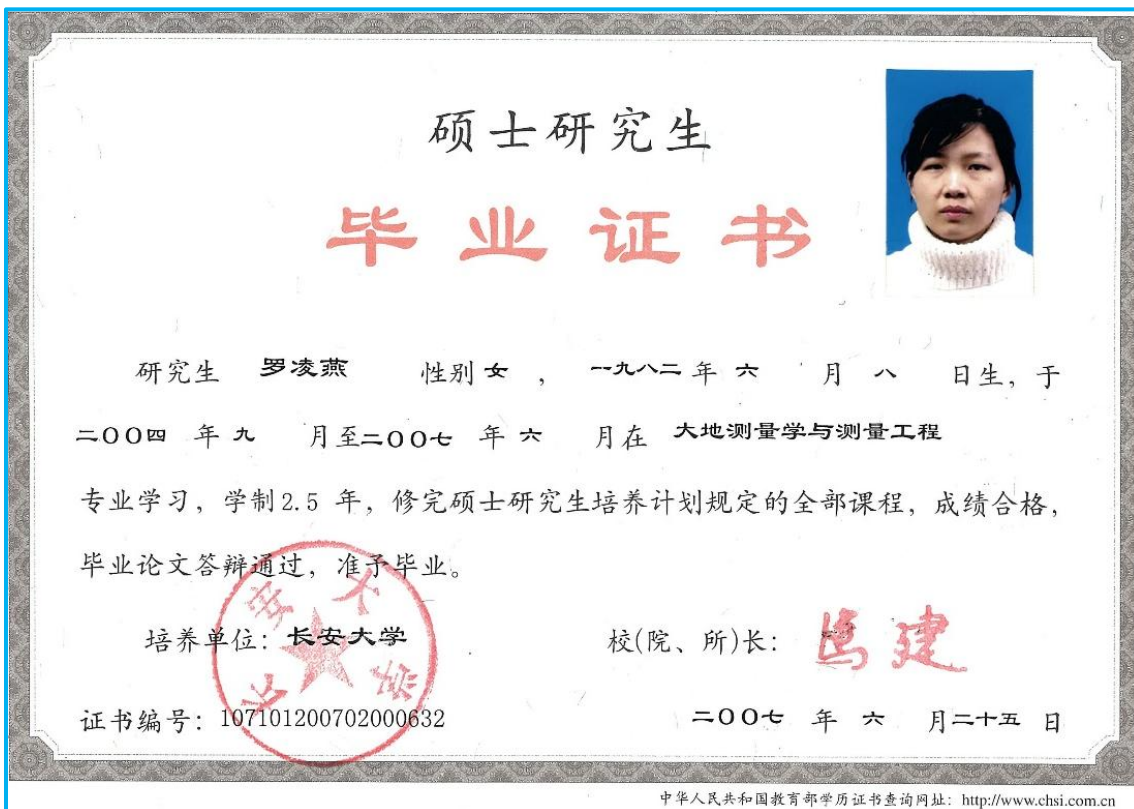 硕士研究生
毕业证书
研究生 罗凌燕 性别 女 ， 一九八二 年 六 月 八 日生，于
二OO四 年 九 月至 二OO七 年 六 月在 大地测量学与测量工程
专业学习，学制2.5 年，修完硕士研究生培养计划规定的全部课程，成绩合格，
毕业论文答辩通过，准予毕业。
长安大学
培养单位：长安大学 校(院、所)长：马建
证书编号：107101200702000632 二OO七 年 六 月二十五 日
中华人民共和国教育部学历证书查询网址：http://www.chsi.com.cn